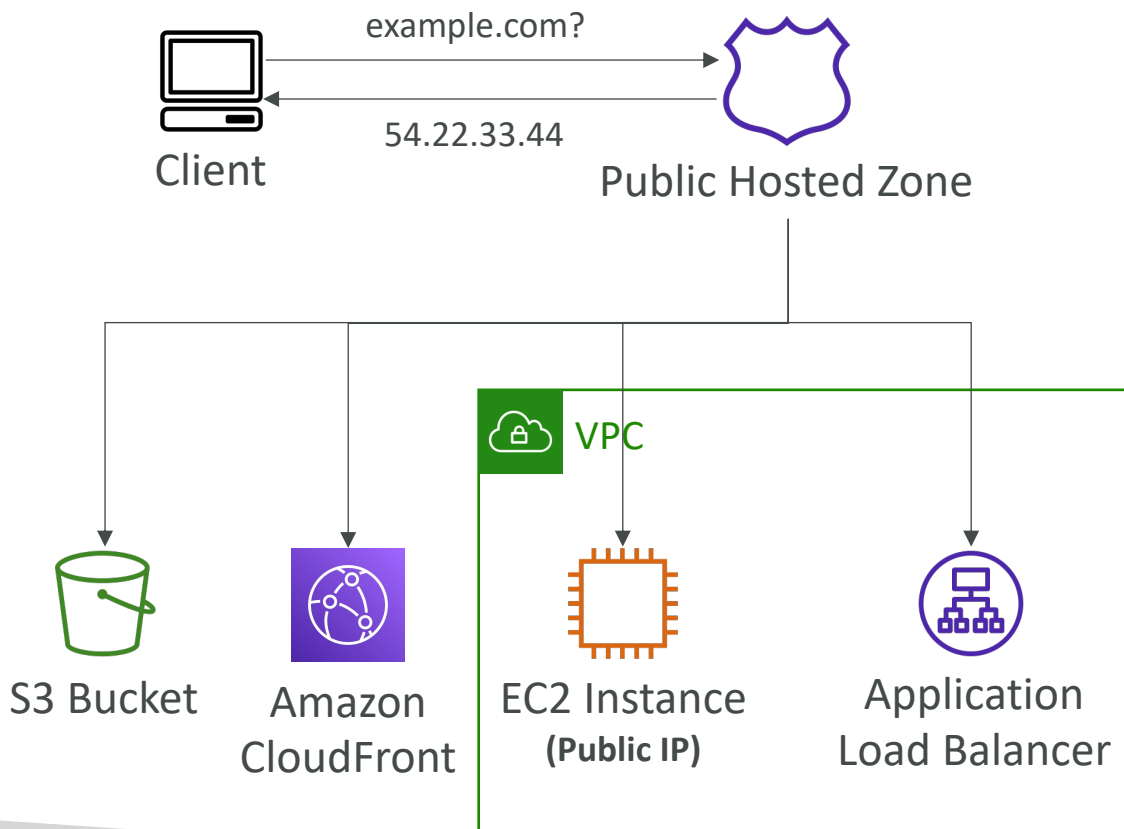 example.com?
54.22.33.44
Client
Public Hosted Zone
VPC
S3 Bucket
Amazon
CloudFront
EC2 Instance
(Public IP)
Application
Load Balancer